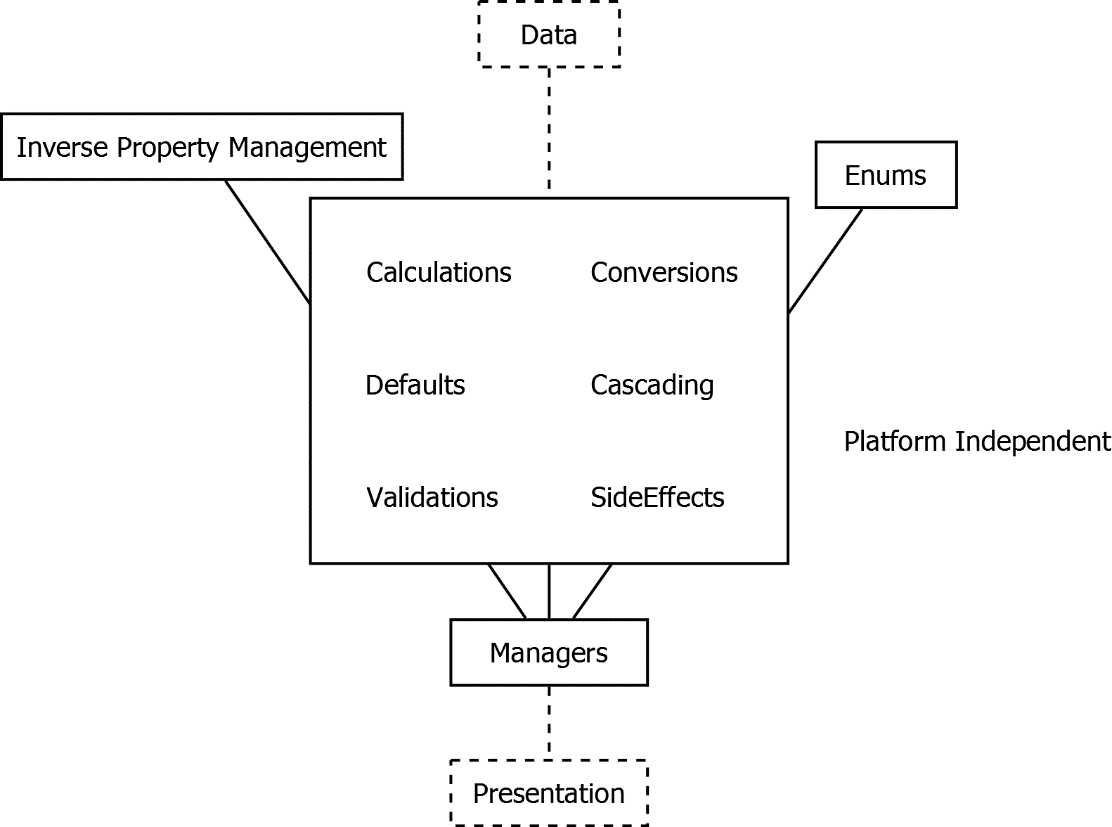 Data
Inverse Property Management
Enums
Calculations
Conversions
Defaults
Cascading
Platform Independent
Validations
SideEffects
Managers
Presentation